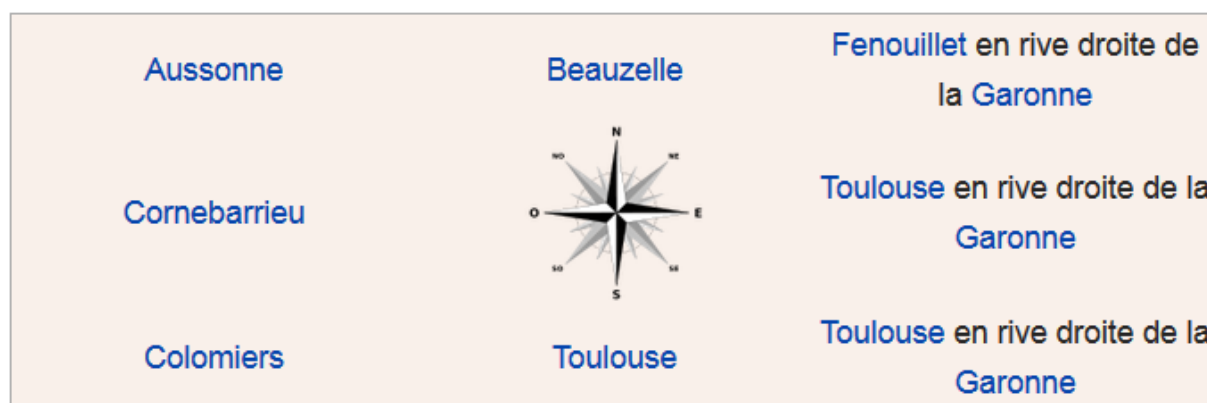 Aussonne
Beauzelle
Fenouillet en rive droite de
la Garonne
N
NO
NE
Cornebarrieu
O
E
Toulouse en rive droite de la
Garonne
SO
SE
S
Colomiers
Toulouse
Toulouse en rive droite de la
Garonne